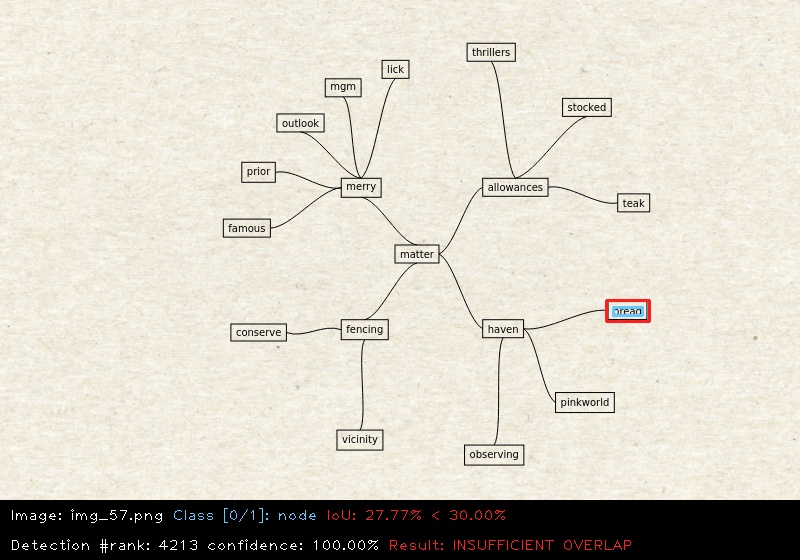 thrillers
lick
mgm
stocked
outlook
prior
merry
allowances
teak
famous
matter
conserve
fencing
haven
pinkworld
vicinity
observing
Image: img_57.png Class [0/1]: node IoU: 27.77% < 30.00%
Detection #rank: 4213 confidence: 100.00% Result: INSUFFICIENT OVERLAP